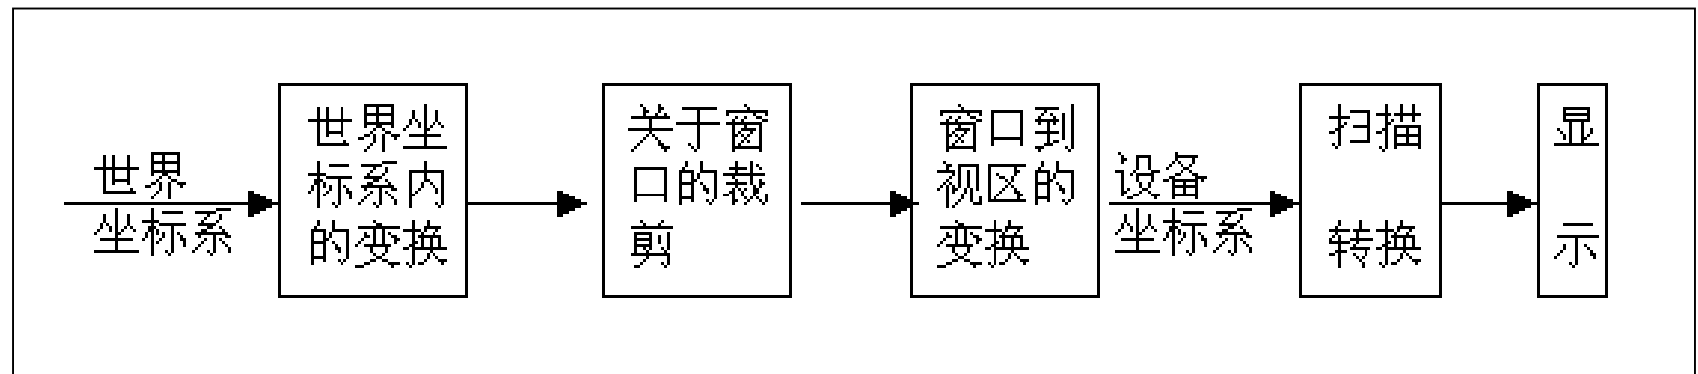 世界
坐标系
世界坐
标系内
的变换
关于窗
口的裁
剪
窗口到
视区的
变换
设备
坐标系
扫描
转换
显
示